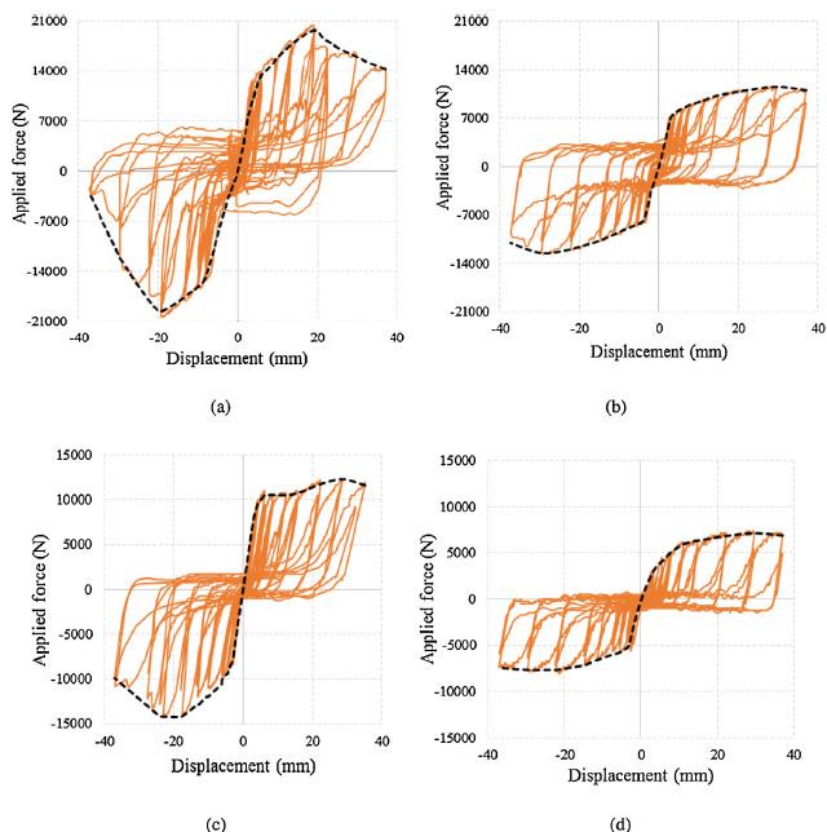 21000
14000
7000
0
-7000
-14000
-21000
Applied force (N)
-40 -20 0 20 40
Displacement (mm)
(a)
21000
14000
7000
0
-7000
-14000
-21000
Applied force (N)
-40 -20 0 20 40
Displacement (mm)
(b)
15000
10000
5000
0
-5000
-10000
-15000
Applied force (N)
-40 -20 0 20 40
Displacement (mm)
(c)
15000
10000
5000
0
-5000
-10000
-15000
Applied force (N)
-40 -20 0 20 40
Displacement (mm)
(d)